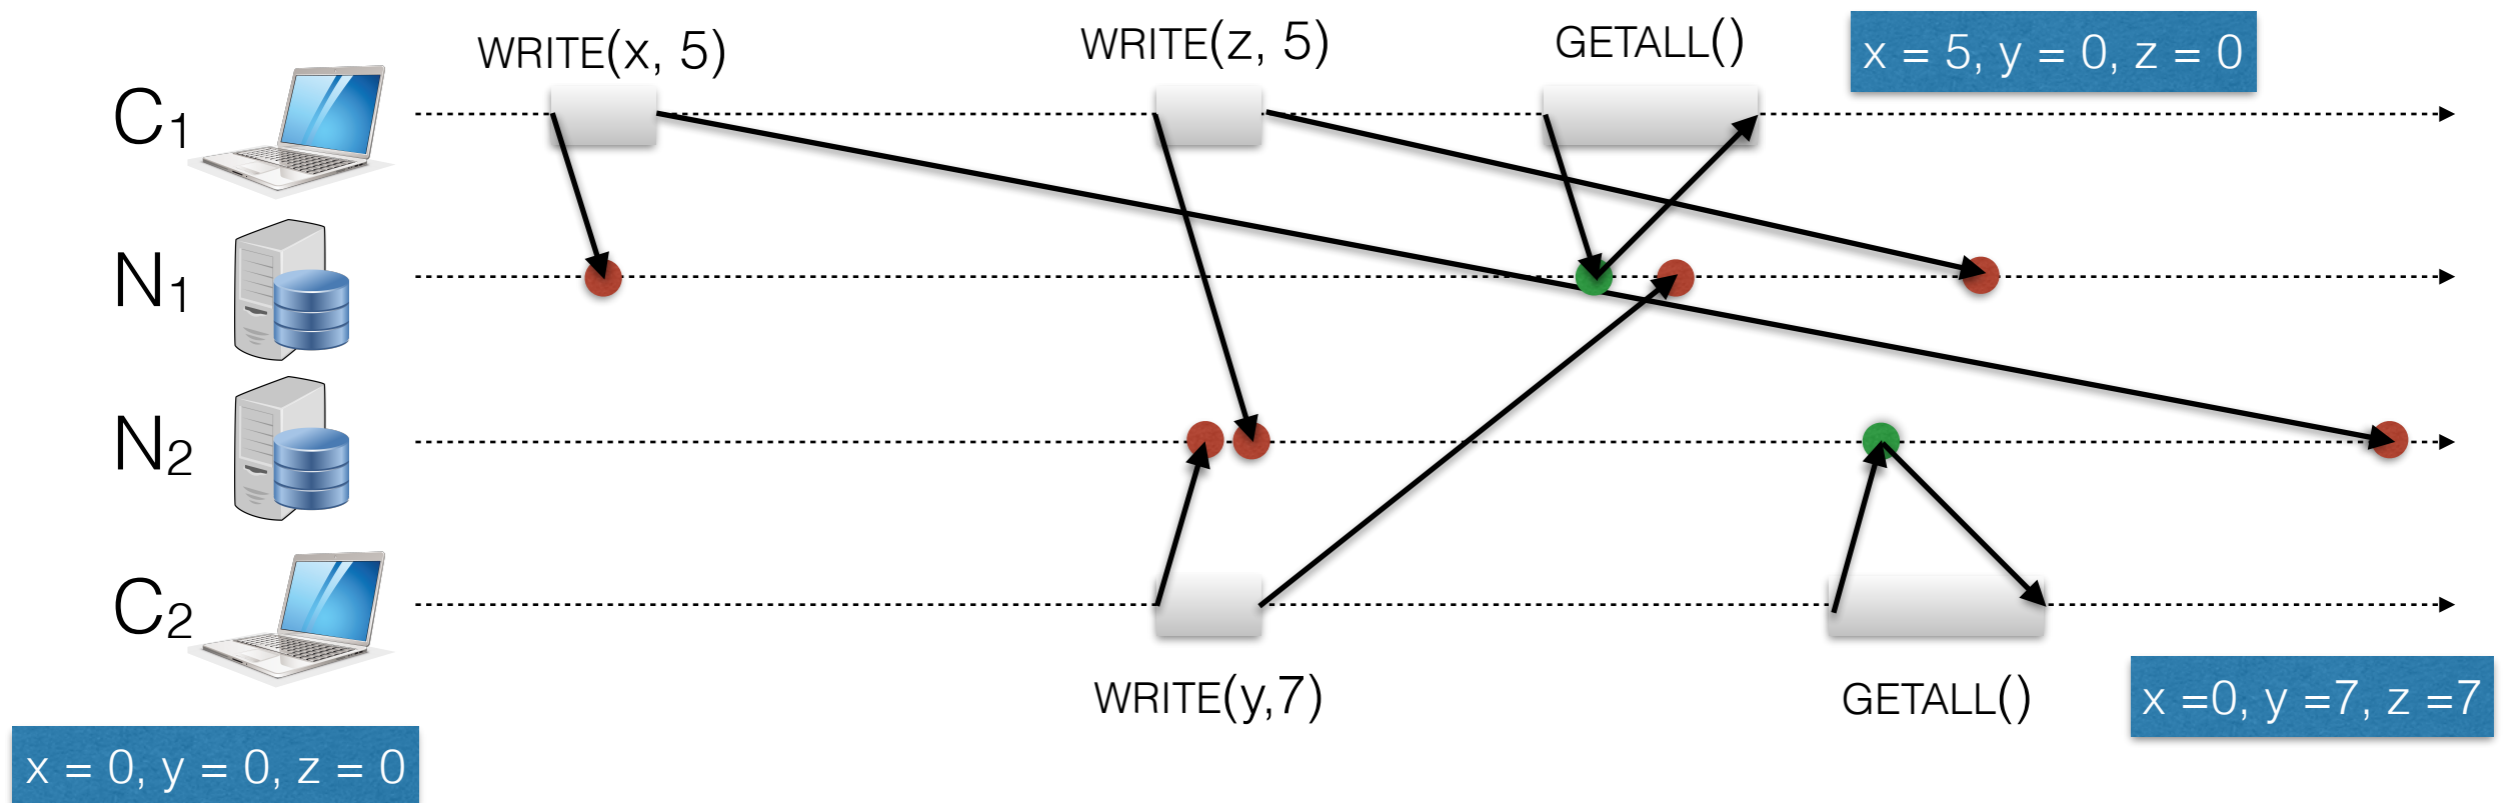 WRITE(x, 5)
WRITE(z, 5)
GETALL()
x = 5, y = 0, z = 0
C1
N1
N2
C2
WRITE(y,7)
GETALL()
x =0, y =7, z =7
x = 0, y = 0, z = 0